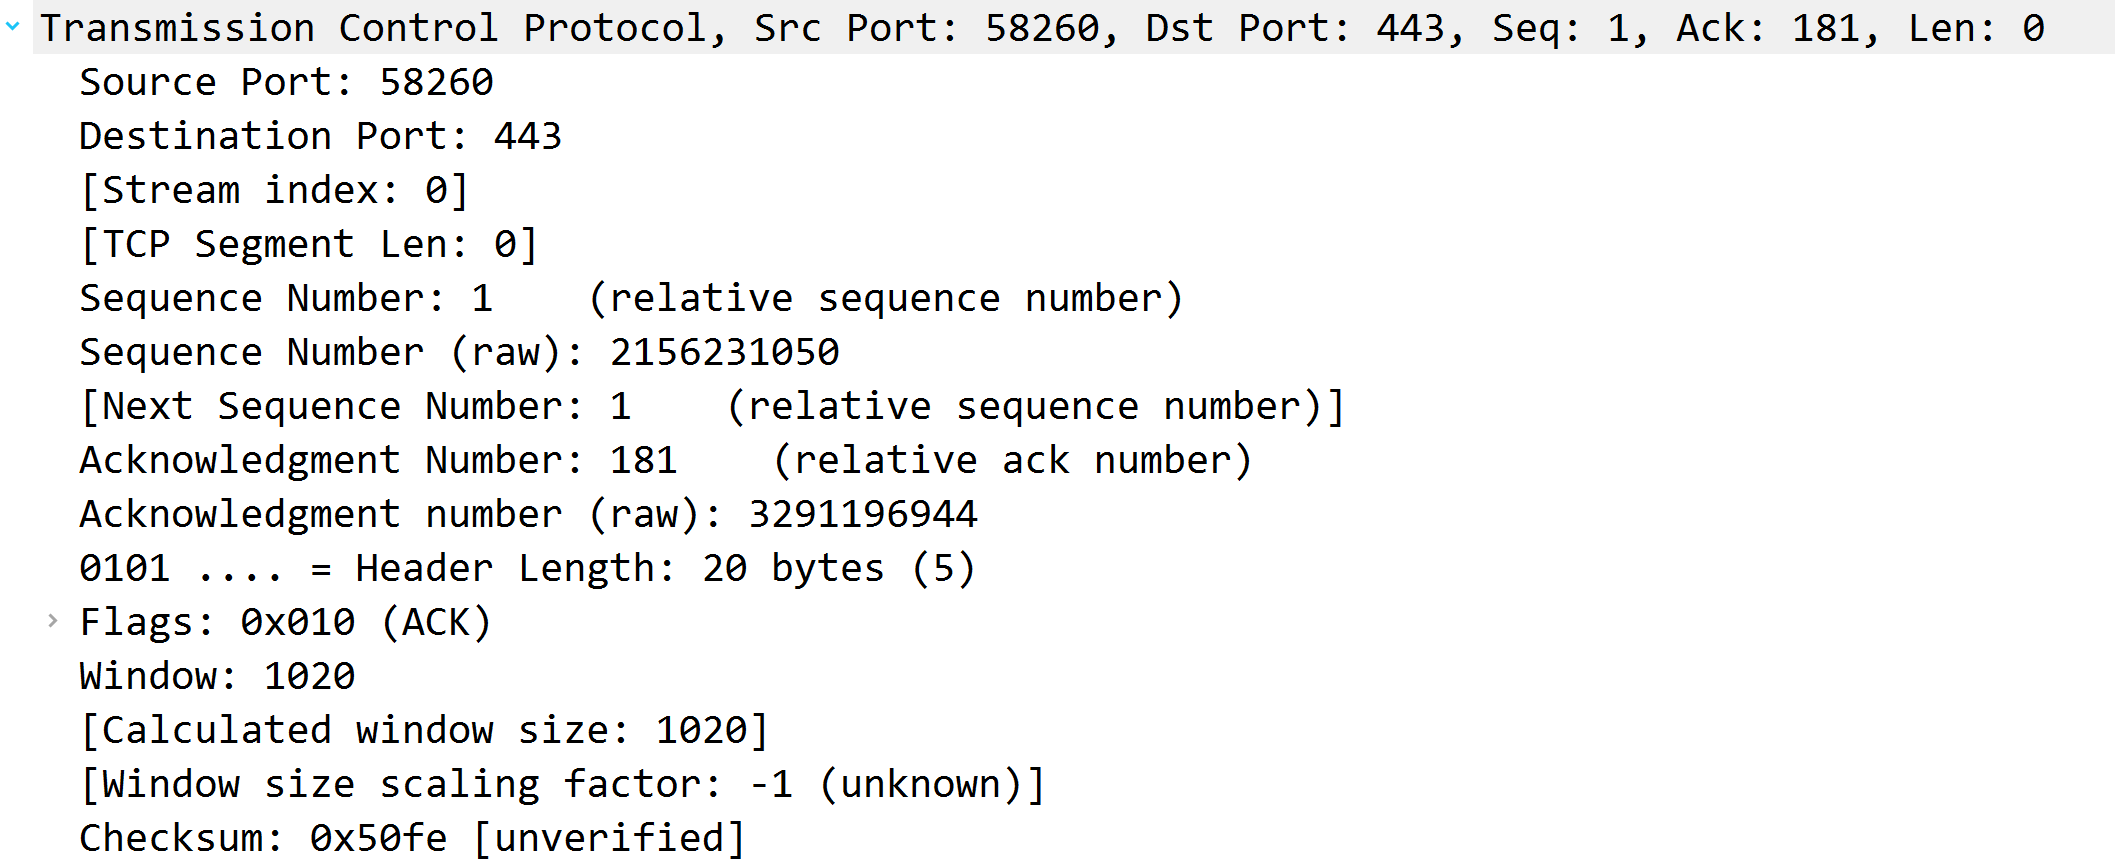 Transmission Control Protocol, Src Port: 58260, Dst Port: 443, Seq: 1, Ack: 181, Len: 0
Source Port: 58260
Destination Port: 443
[Stream index: 0]
[TCP Segment Len: 0]
Sequence Number: 1    (relative sequence number)
Sequence Number (raw): 2156231050
[Next Sequence Number: 1    (relative sequence number)]
Acknowledgment Number: 181    (relative ack number)
Acknowledgment number (raw): 3291196944
0101 .... = Header Length: 20 bytes (5)
Flags: 0x010 (ACK)
Window: 1020
[Calculated window size: 1020]
[Window size scaling factor: -1 (unknown)]
Checksum: 0x50fe [unverified]